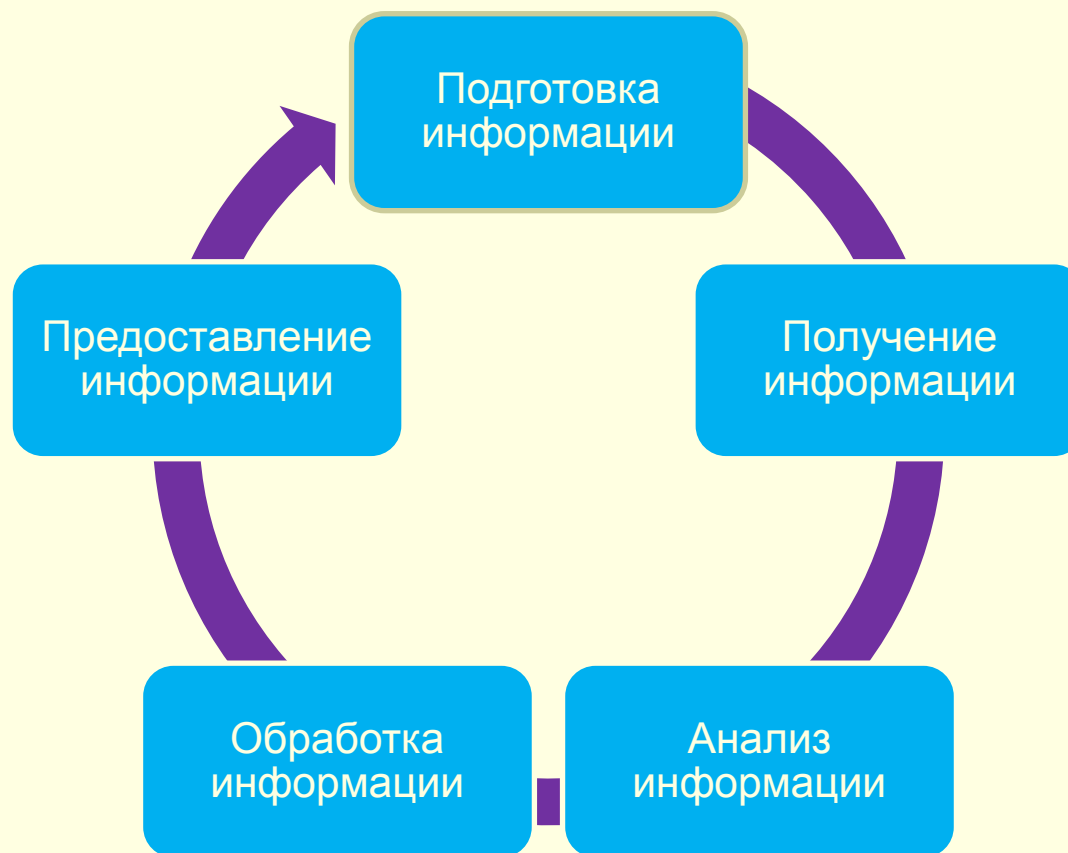 Подготовка
информации
Получение
информации
Анализ
информации
Обработка
информации
Предоставление
информации